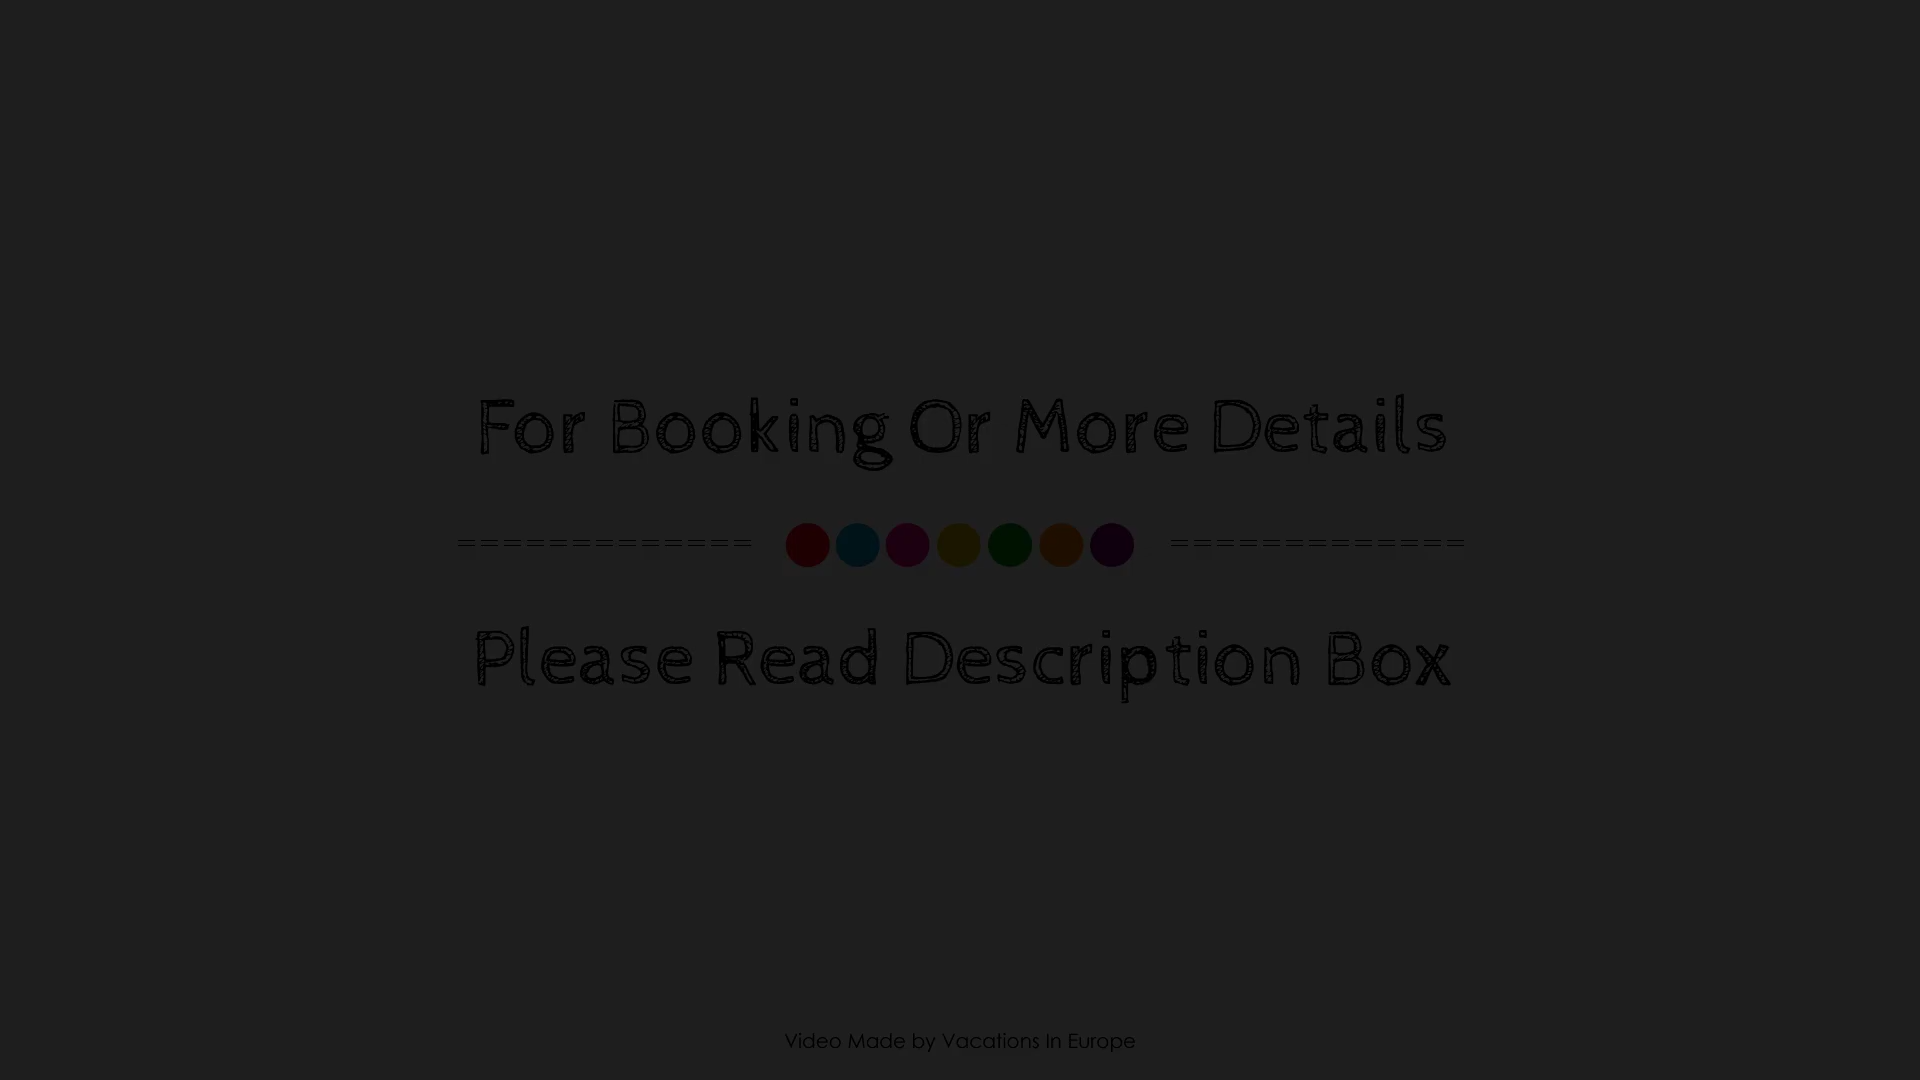 For Booking Or More Details
============= =============
Please Read Description Box
Video Made by Vacations In Europe